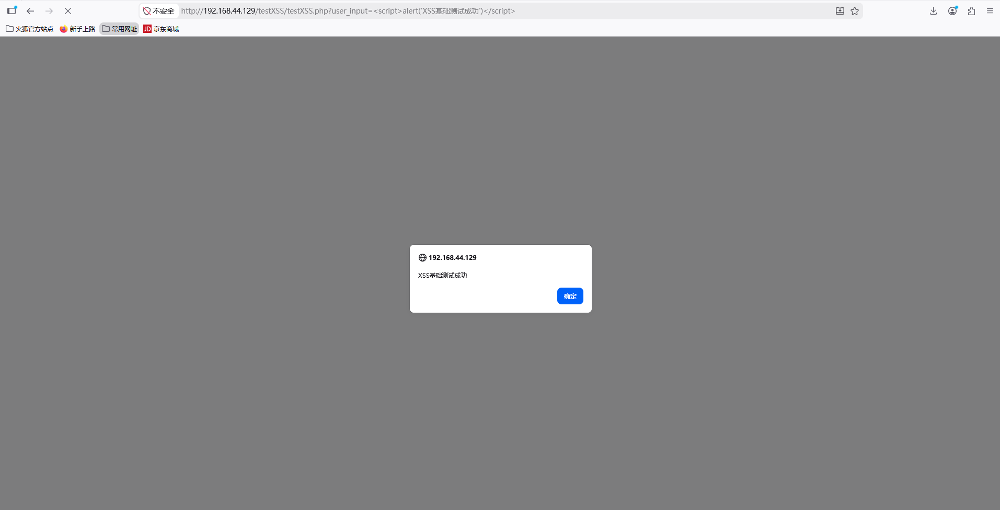 不安全 http://192.168.44.129/testXSS/testXSS.php?user_input=<script>alert('XSS基础测试成功')</script>
火狐官方站点 新手上路 常用网址 JD 京东商城
192.168.44.129
XSS基础测试成功
确定